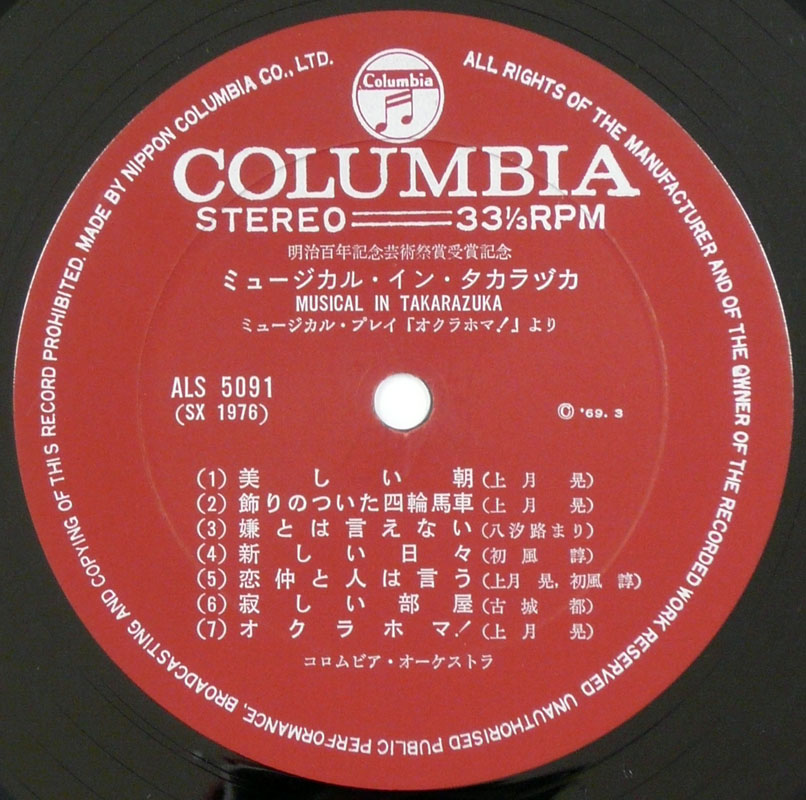 Columbia
COLUMBIA
STEREO 33⅓RPM
明治百年記念芸術祭賞受賞記念
ミュージカル・イン・タカラヅカ
MUSICAL IN TAKARAZUKA
ミュージカル・プレイ『オクラホマ!』より
ALS 5091
(SX 1976)
Ⓒ '69. 3
(1) 美しい朝 (上月 晃)
(2) 飾りのついた四輪馬車 (上月 晃)
(3) 嫌とは言えない (八汐路まり)
(4) 新しい日々 (初風 諄)
(5) 恋仲と人は言う (上月 晃, 初風 諄)
(6) 寂しい部屋 (古城 都)
(7) オクラホマ! (上月 晃)
コロムビア・オーケストラ
ALL RIGHTS OF THE MANUFACTURER AND OF THE OWNER OF THE RECORDED WORK RESERVED UNAUTHORISED PUBLIC PERFORMANCE, BROADCASTING AND COPYING OF THIS RECORD PROHIBITED. MADE BY NIPPON COLUMBIA CO., LTD.